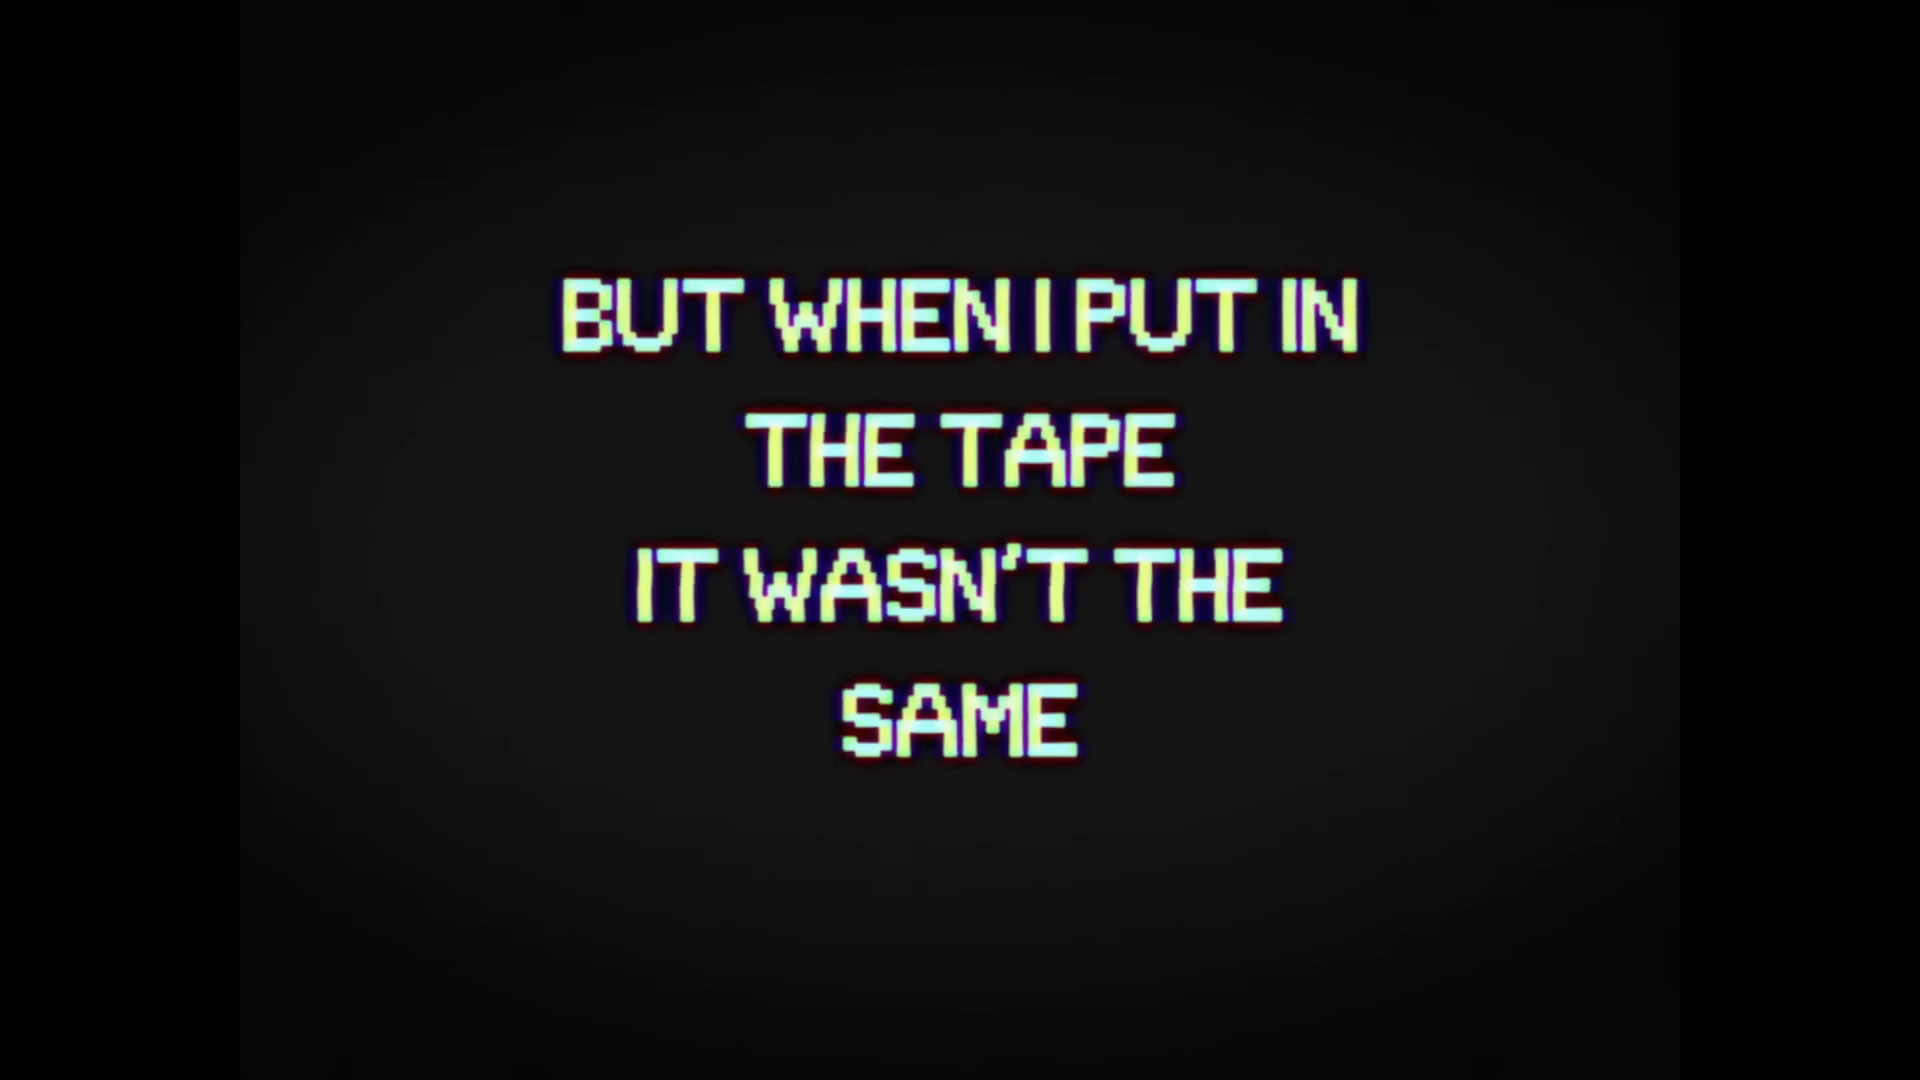 BUT WHEN I PUT IN
THE TAPE
IT WASN'T THE
SAME